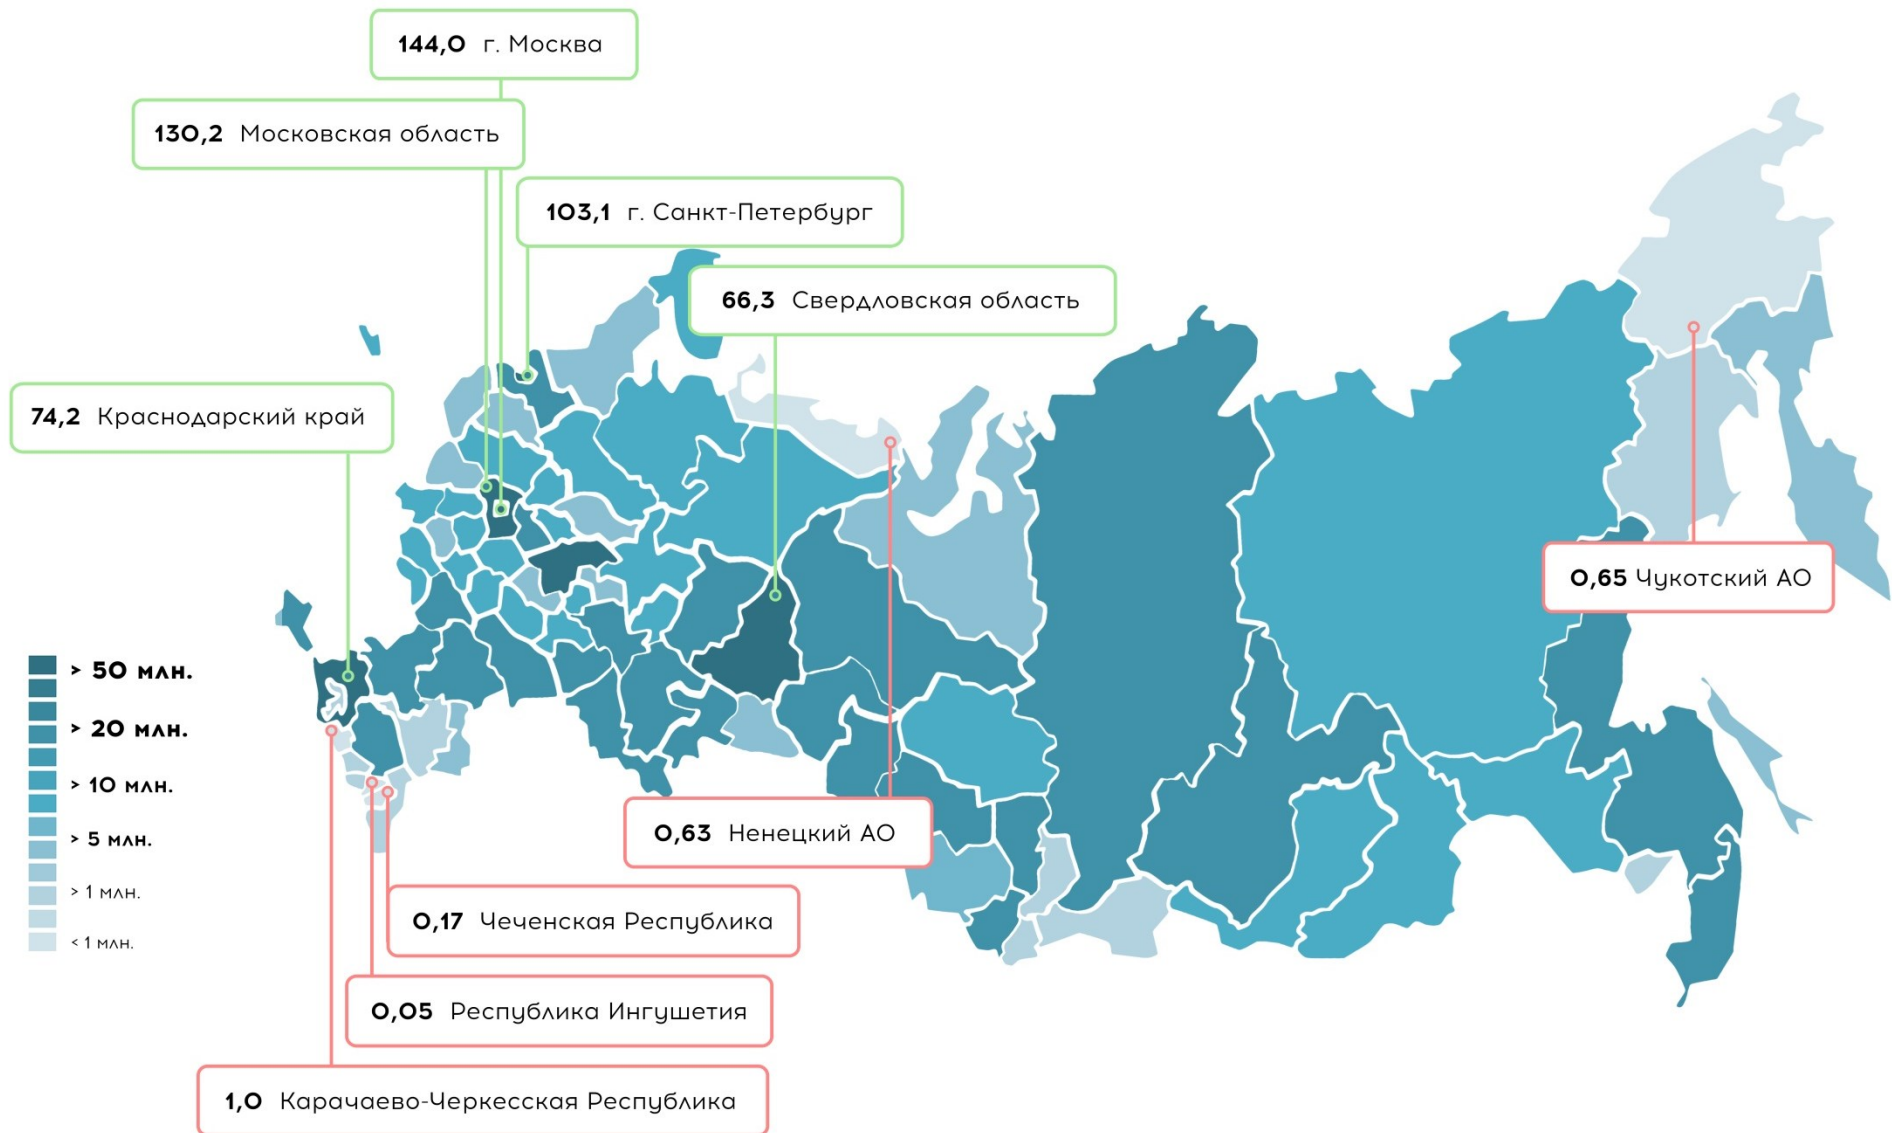 144,0 г. Москва
130,2 Московская область
103,1 г. Санкт-Петербург
66,3 Свердловская область
74,2 Краснодарский край
0,65 Чукотский АО
> 50 млн.
> 20 млн.
> 10 млн.
> 5 млн.
> 1 млн.
< 1 млн.
0,63 Ненецкий АО
0,17 Чеченская Республика
0,05 Республика Ингушетия
1,0 Карачаево-Черкесская Республика